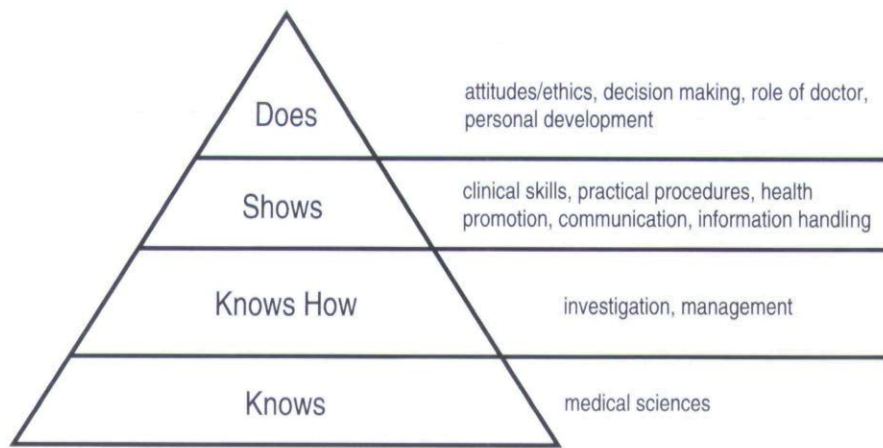 Does
attitudes/ethics, decision making, role of doctor,
personal development
Shows
clinical skills, practical procedures, health
promotion, communication, information handling
Knows How
investigation, management
Knows
medical sciences